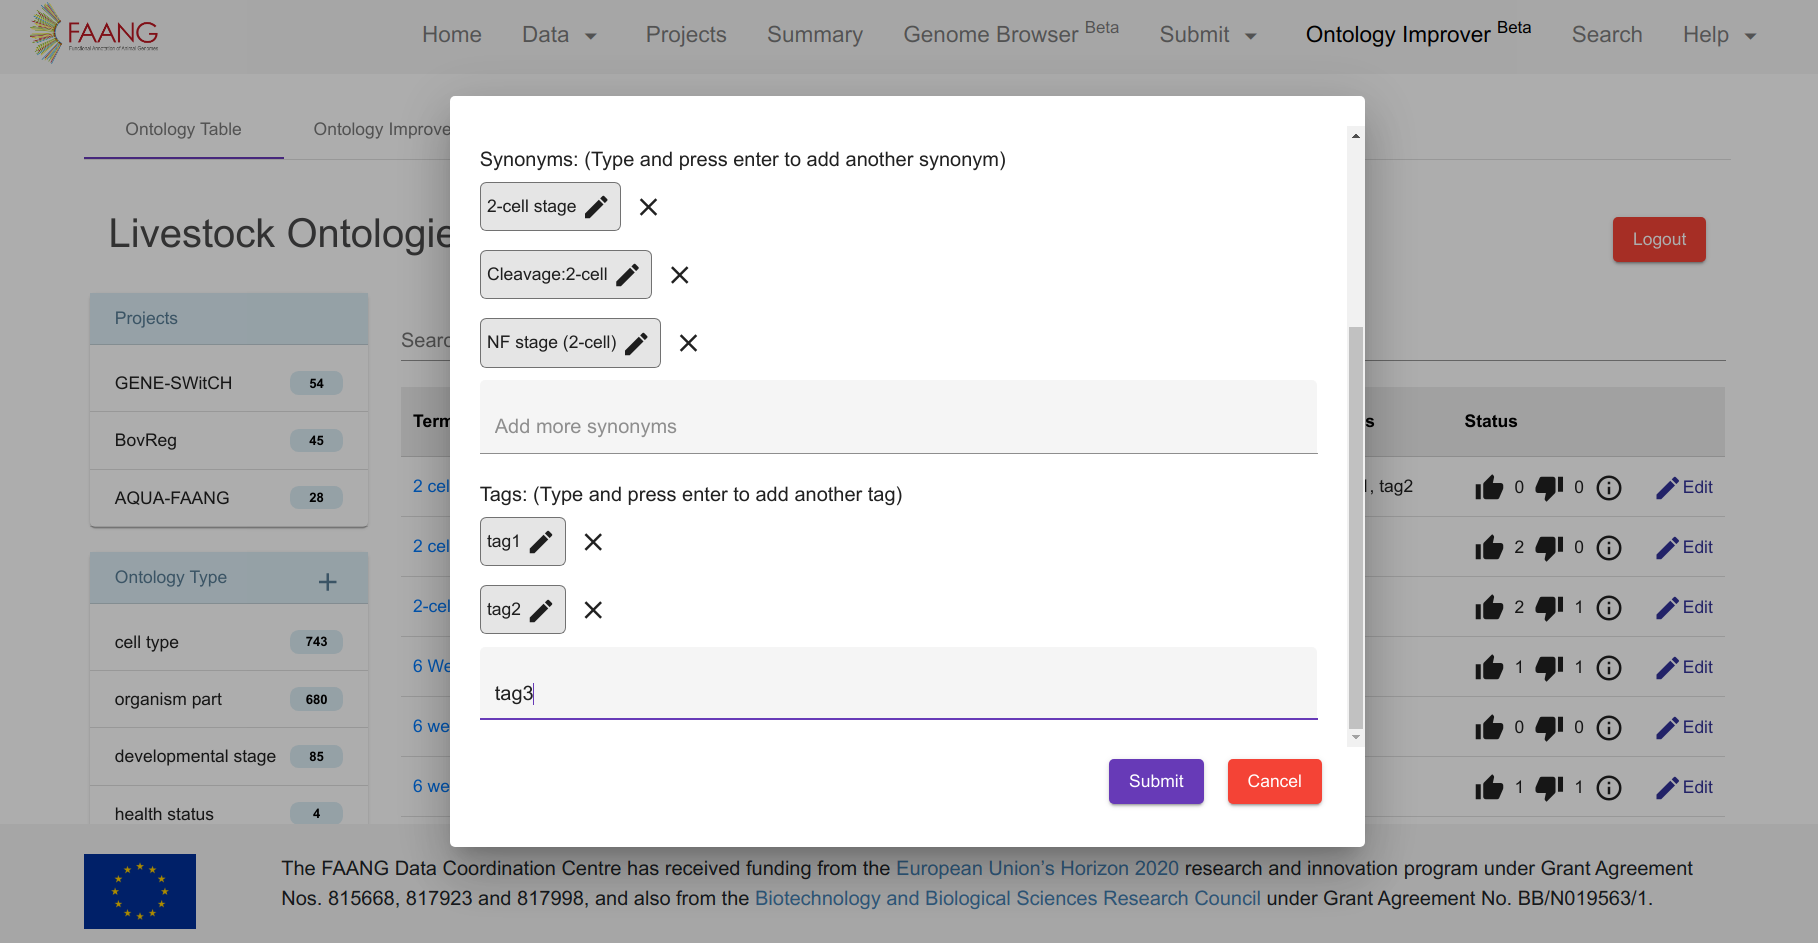 FAANG
Functional Annotation of Animal Genomes
Home
Data
Projects
Summary
Genome Browser Beta
Submit
Ontology Improver Beta
Search
Help
Ontology Table
Ontology Improve
Livestock Ontologie
Logout
Projects
GENE-SWitCH 54
BovReg 45
AQUA-FAANG 28
Ontology Type
cell type 743
organism part 680
developmental stage 85
health status 4
Synonyms: (Type and press enter to add another synonym)
2-cell stage
Cleavage:2-cell
NF stage (2-cell)
Add more synonyms
Tags: (Type and press enter to add another tag)
tag1
tag2
tag3
Submit
Cancel
Searc
Term
s
Status
2 cel
, tag2
0
0
Edit
2 cel
2
0
Edit
2-cel
2
1
Edit
6 We
1
1
Edit
6 we
0
0
Edit
6 we
1
1
Edit
The FAANG Data Coordination Centre has received funding from the European Union's Horizon 2020 research and innovation program under Grant Agreement
Nos. 815668, 817923 and 817998, and also from the Biotechnology and Biological Sciences Research Council under Grant Agreement No. BB/N019563/1.